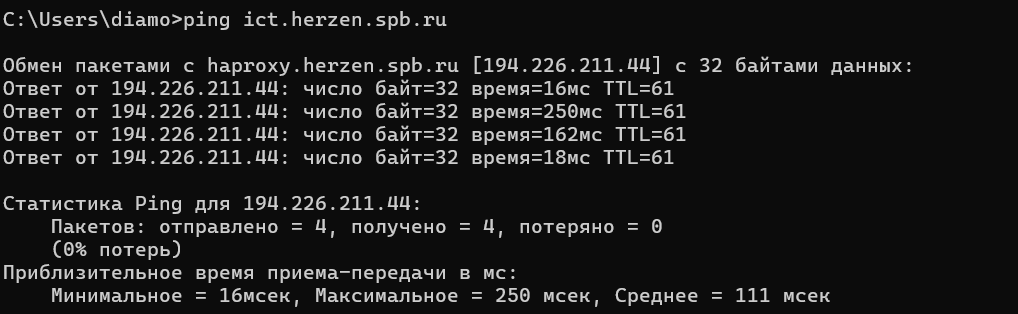 C:\Users\diamo>ping ict.herzen.spb.ru
Обмен пакетами с haproxy.herzen.spb.ru [194.226.211.44] с 32 байтами данных:
Ответ от 194.226.211.44: число байт=32 время=16мс TTL=61
Ответ от 194.226.211.44: число байт=32 время=250мс TTL=61
Ответ от 194.226.211.44: число байт=32 время=162мс TTL=61
Ответ от 194.226.211.44: число байт=32 время=18мс TTL=61
Статистика Ping для 194.226.211.44:
    Пакетов: отправлено = 4, получено = 4, потеряно = 0
    (0% потерь)
Приблизительное время приема-передачи в мс:
    Минимальное = 16мсек, Максимальное = 250 мсек, Среднее = 111 мсек